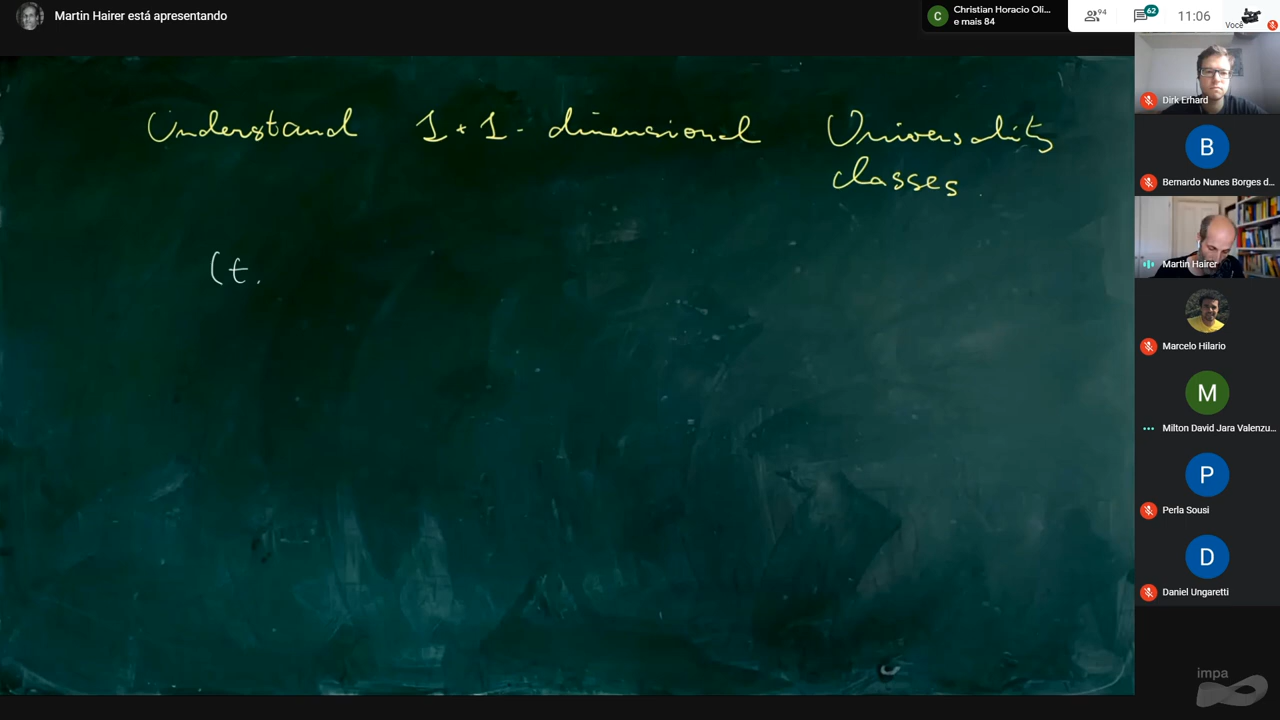 Martin Hairer está apresentando
C
Christian Horacio Oli...
e mais 84
94
62
11:06
Você
Understand 1+1-dimensional Universality
classes.
(t,
Dirk Erhard
B
Bernardo Nunes Borges d...
Martin Hairer
Marcelo Hilario
M
Milton David Jara Valenzu...
P
Perla Sousi
D
Daniel Ungaretti
impa